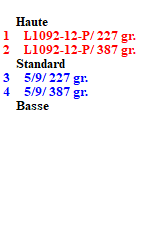 Haute
1 L1092-12-P/ 227 gr.
2 L1092-12-P/ 387 gr.
Standard
3 5/9/ 227 gr.
4 5/9/ 387 gr.
Basse